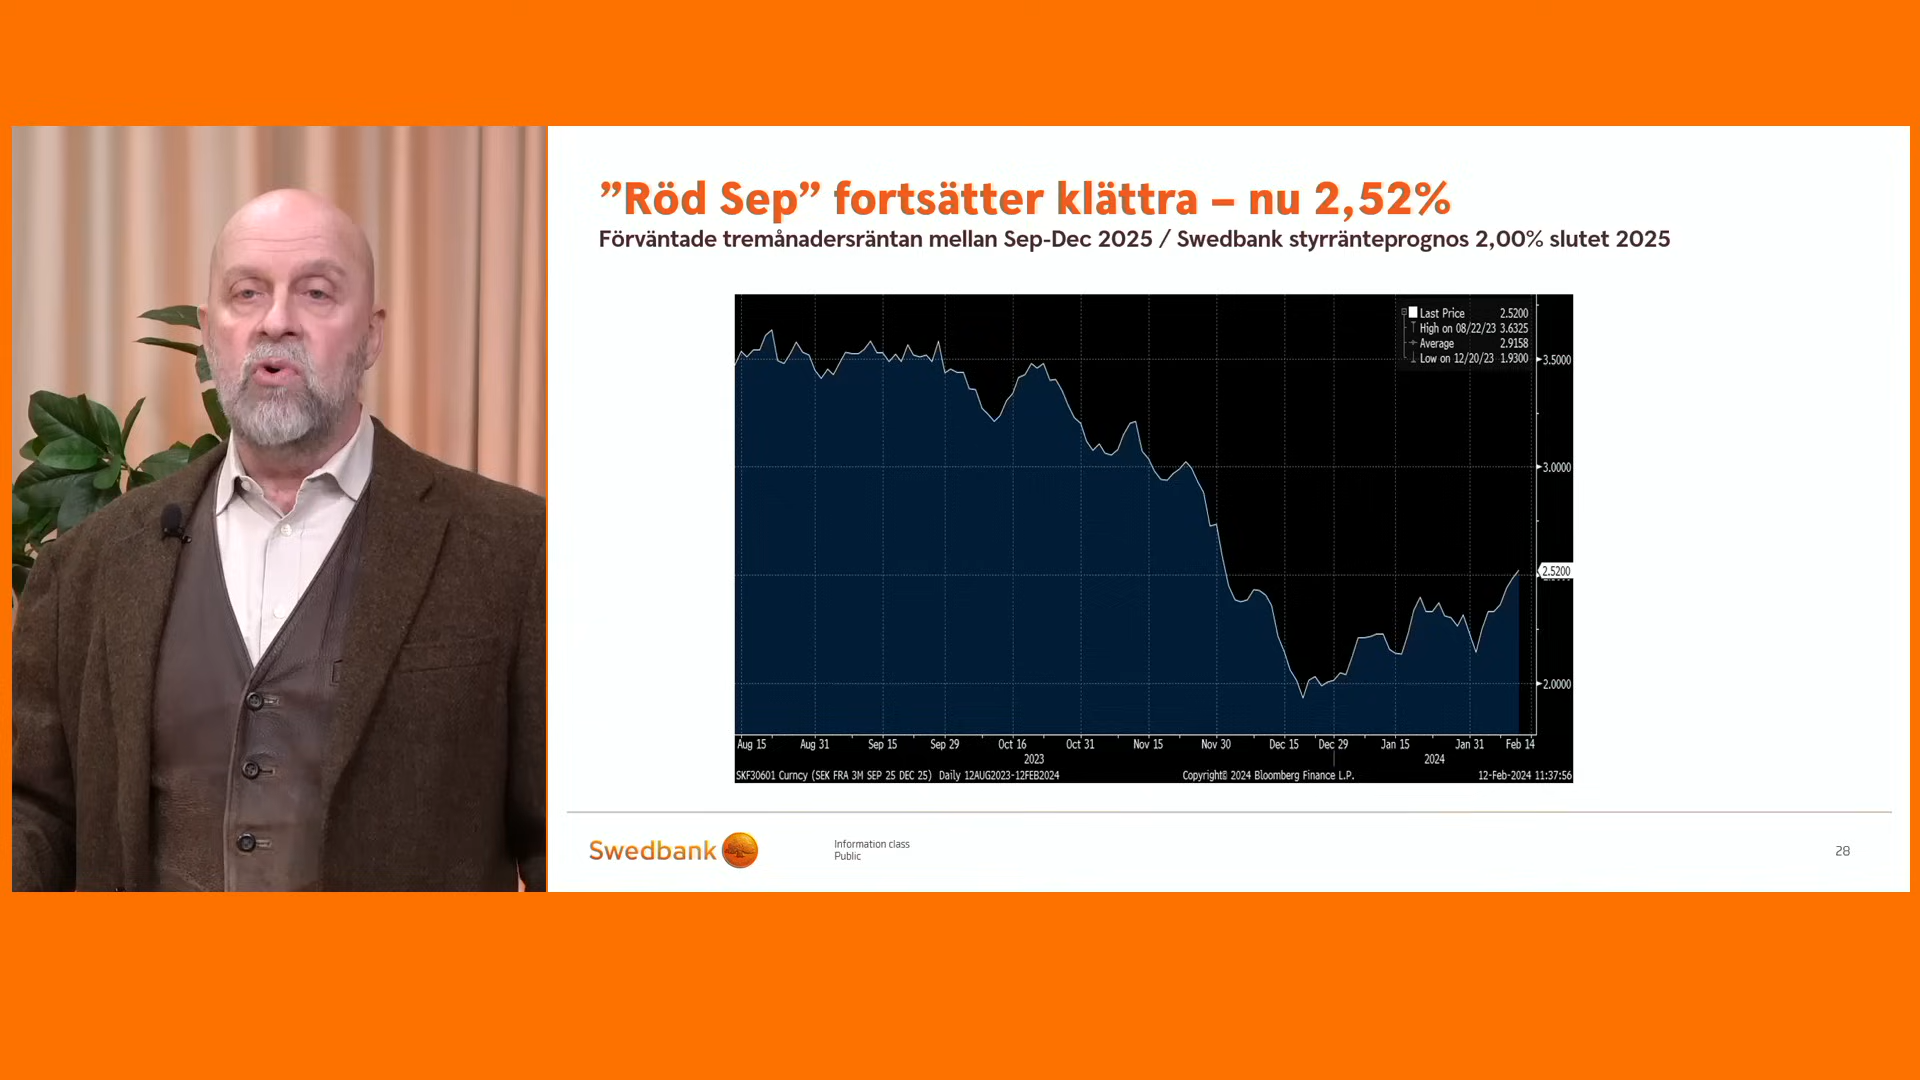 ”Röd Sep” fortsätter klättra – nu 2,52%
Förväntade tremånadersräntan mellan Sep-Dec 2025 / Swedbank styrränteprognos 2,00% slutet 2025
Last Price 2.5200
High on 08/22/23 3.6325
Average 2.9158
Low on 12/20/23 1.9300
3.5000
3.0000
2.5200
2.0000
Aug 15 Aug 31 Sep 15 Sep 29 Oct 16 Oct 31 Nov 15 Nov 30 Dec 15 Dec 29 Jan 15 Jan 31 Feb 14
2023 2024
SKF30601 Curncy (SEK FRA 3M SEP 25 DEC 25) Daily 12AUG2023-12FEB2024 Copyright© 2024 Bloomberg Finance L.P. 12-Feb-2024 11:37:56
Swedbank
Information class
Public
28